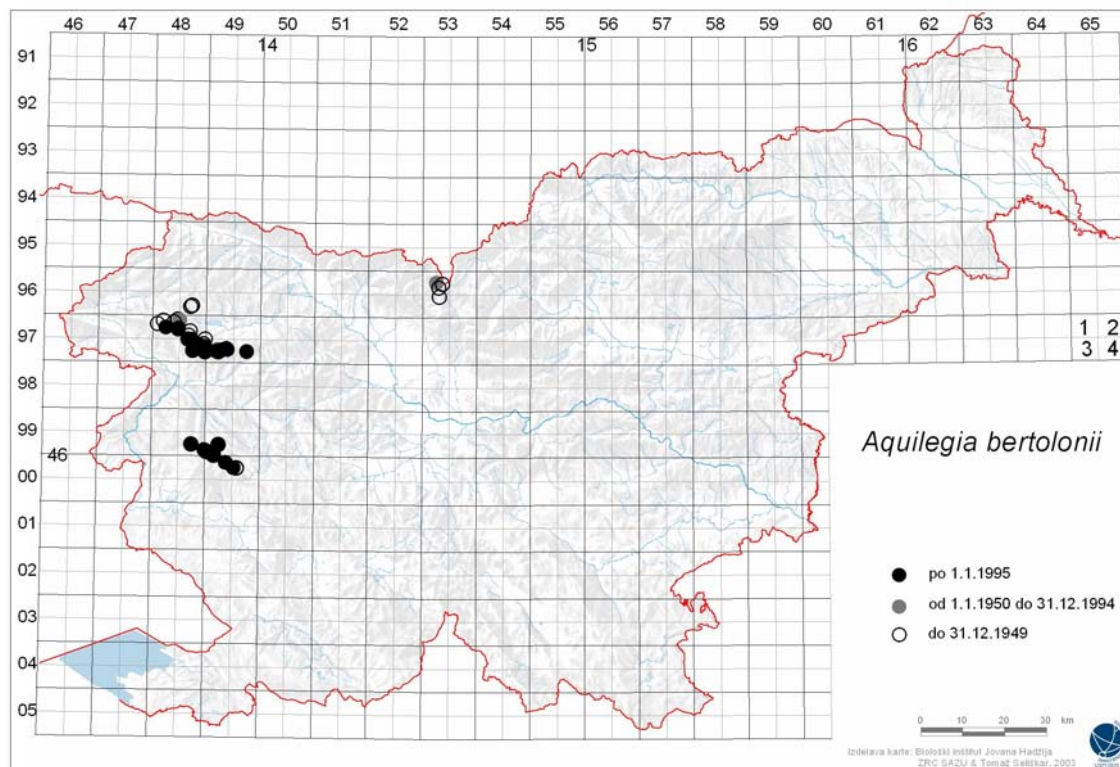 46 47 48 49 50 51 52 53 54 55 56 57 58 59 60 61 62 63 64 65
14 15 16
91
92
93
94
95
96
97
98
99
46
00
01
02
03
04
05
1 2
3 4
Aquilegia bertolonii
po 1.1.1995
od 1.1.1950 do 31.12.1994
do 31.12.1949
0 10 20 30 km
Izdelava karte: Biološki inštitut Jovana Hadžija
ZRC SAZU & Tomaž Seliškar, 2003